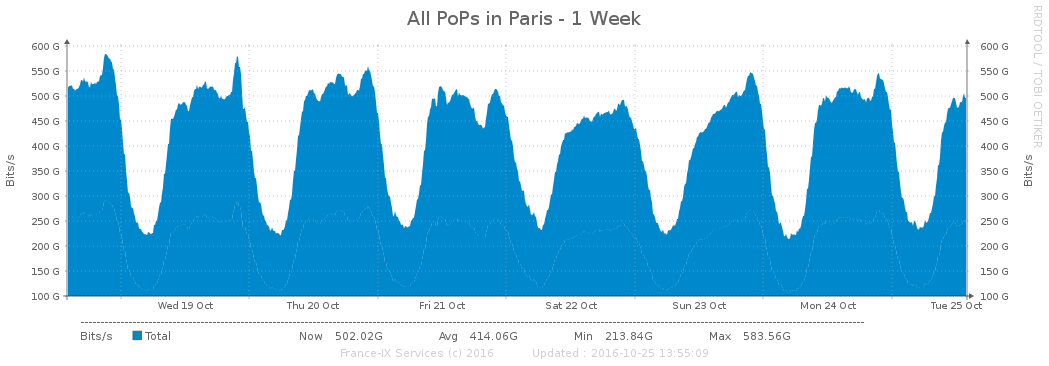 All PoPs in Paris - 1 Week
RRDTOOL / TOBI OETIKER
Bits/s
600 G
550 G
500 G
450 G
400 G
350 G
300 G
250 G
200 G
150 G
100 G
600 G
550 G
500 G
450 G
400 G
350 G
300 G
250 G
200 G
150 G
100 G
Bits/s
Wed 19 Oct Thu 20 Oct Fri 21 Oct Sat 22 Oct Sun 23 Oct Mon 24 Oct Tue 25 Oct
Bits/s Total Now 502.02G Avg 414.06G Min 213.84G Max 583.56G
France-IX Services (c) 2016 Updated : 2016-10-25 13:55:09